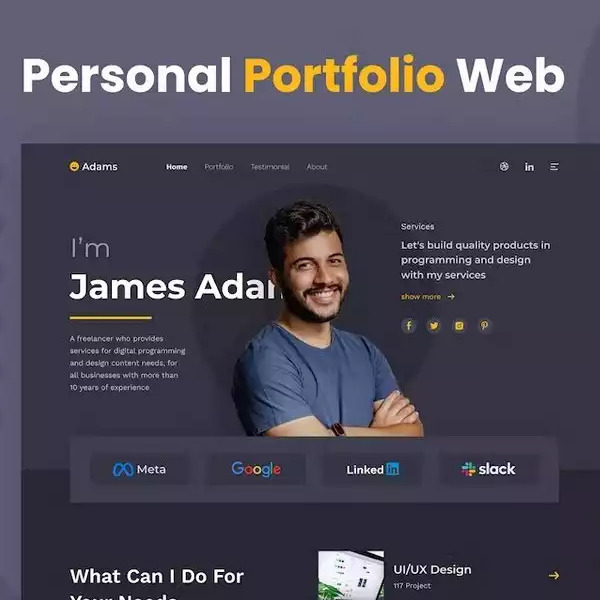 Personal Portfolio Web
Adams
Home Portfolio Testimonial About
in
I'm
James Adam
Services
Let's build quality products in
programming and design
with my services
show more →
A freelancer who provides
services for digital programming
and design content needs, for
all businesses with more than
10 years of experience
Meta Google Linked in slack
What Can I Do For
Your Needs
UI/UX Design
117 Project